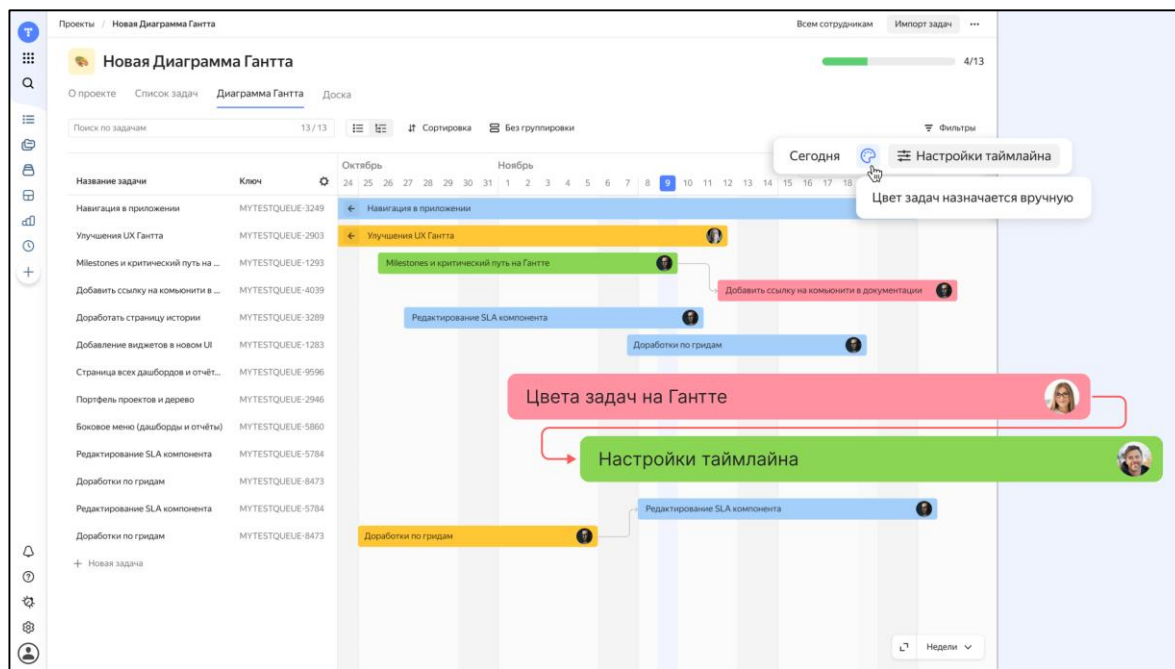 Проекты / Новая Диаграмма Гантта
Всем сотрудникам Импорт задач ...
T
Новая Диаграмма Гантта
4/13
О проекте Список задач Диаграмма Гантта Доска
Поиск по задачам 13 / 13 Сортировка Без группировки Фильтры
Сегодня Настройки таймлайна
Цвет задач назначается вручную
Октябрь Ноябрь
Название задачи Ключ 24 25 26 27 28 29 30 31 1 2 3 4 5 6 7 8 9 10 11 12 13 14 15 16 17 18
Навигация в приложении MYTESTQUEUE-3249 Навигация в приложении
Улучшения UX Гантта MYTESTQUEUE-2903 Улучшения UX Гантта
Milestones и критический путь на ... MYTESTQUEUE-1293 Milestones и критический путь на Гантте
Добавить ссылку на комьюнити в ... MYTESTQUEUE-4039 Добавить ссылку на комьюнити в документации
Доработать страницу истории MYTESTQUEUE-3289 Редактирование SLA компонента
Добавление виджетов в новом UI MYTESTQUEUE-1283 Доработки по гридам
Страница всех дашбордов и отчёт... MYTESTQUEUE-9596
Портфель проектов и дерево MYTESTQUEUE-2946 Цвета задач на Гантте
Боковое меню (дашборды и отчёты) MYTESTQUEUE-5860
Редактирование SLA компонента MYTESTQUEUE-5784 Настройки таймлайна
Доработки по гридам MYTESTQUEUE-8473
Редактирование SLA компонента MYTESTQUEUE-5784 Редактирование SLA компонента
Доработки по гридам MYTESTQUEUE-8473 Доработки по гридам
+ Новая задача
Недели